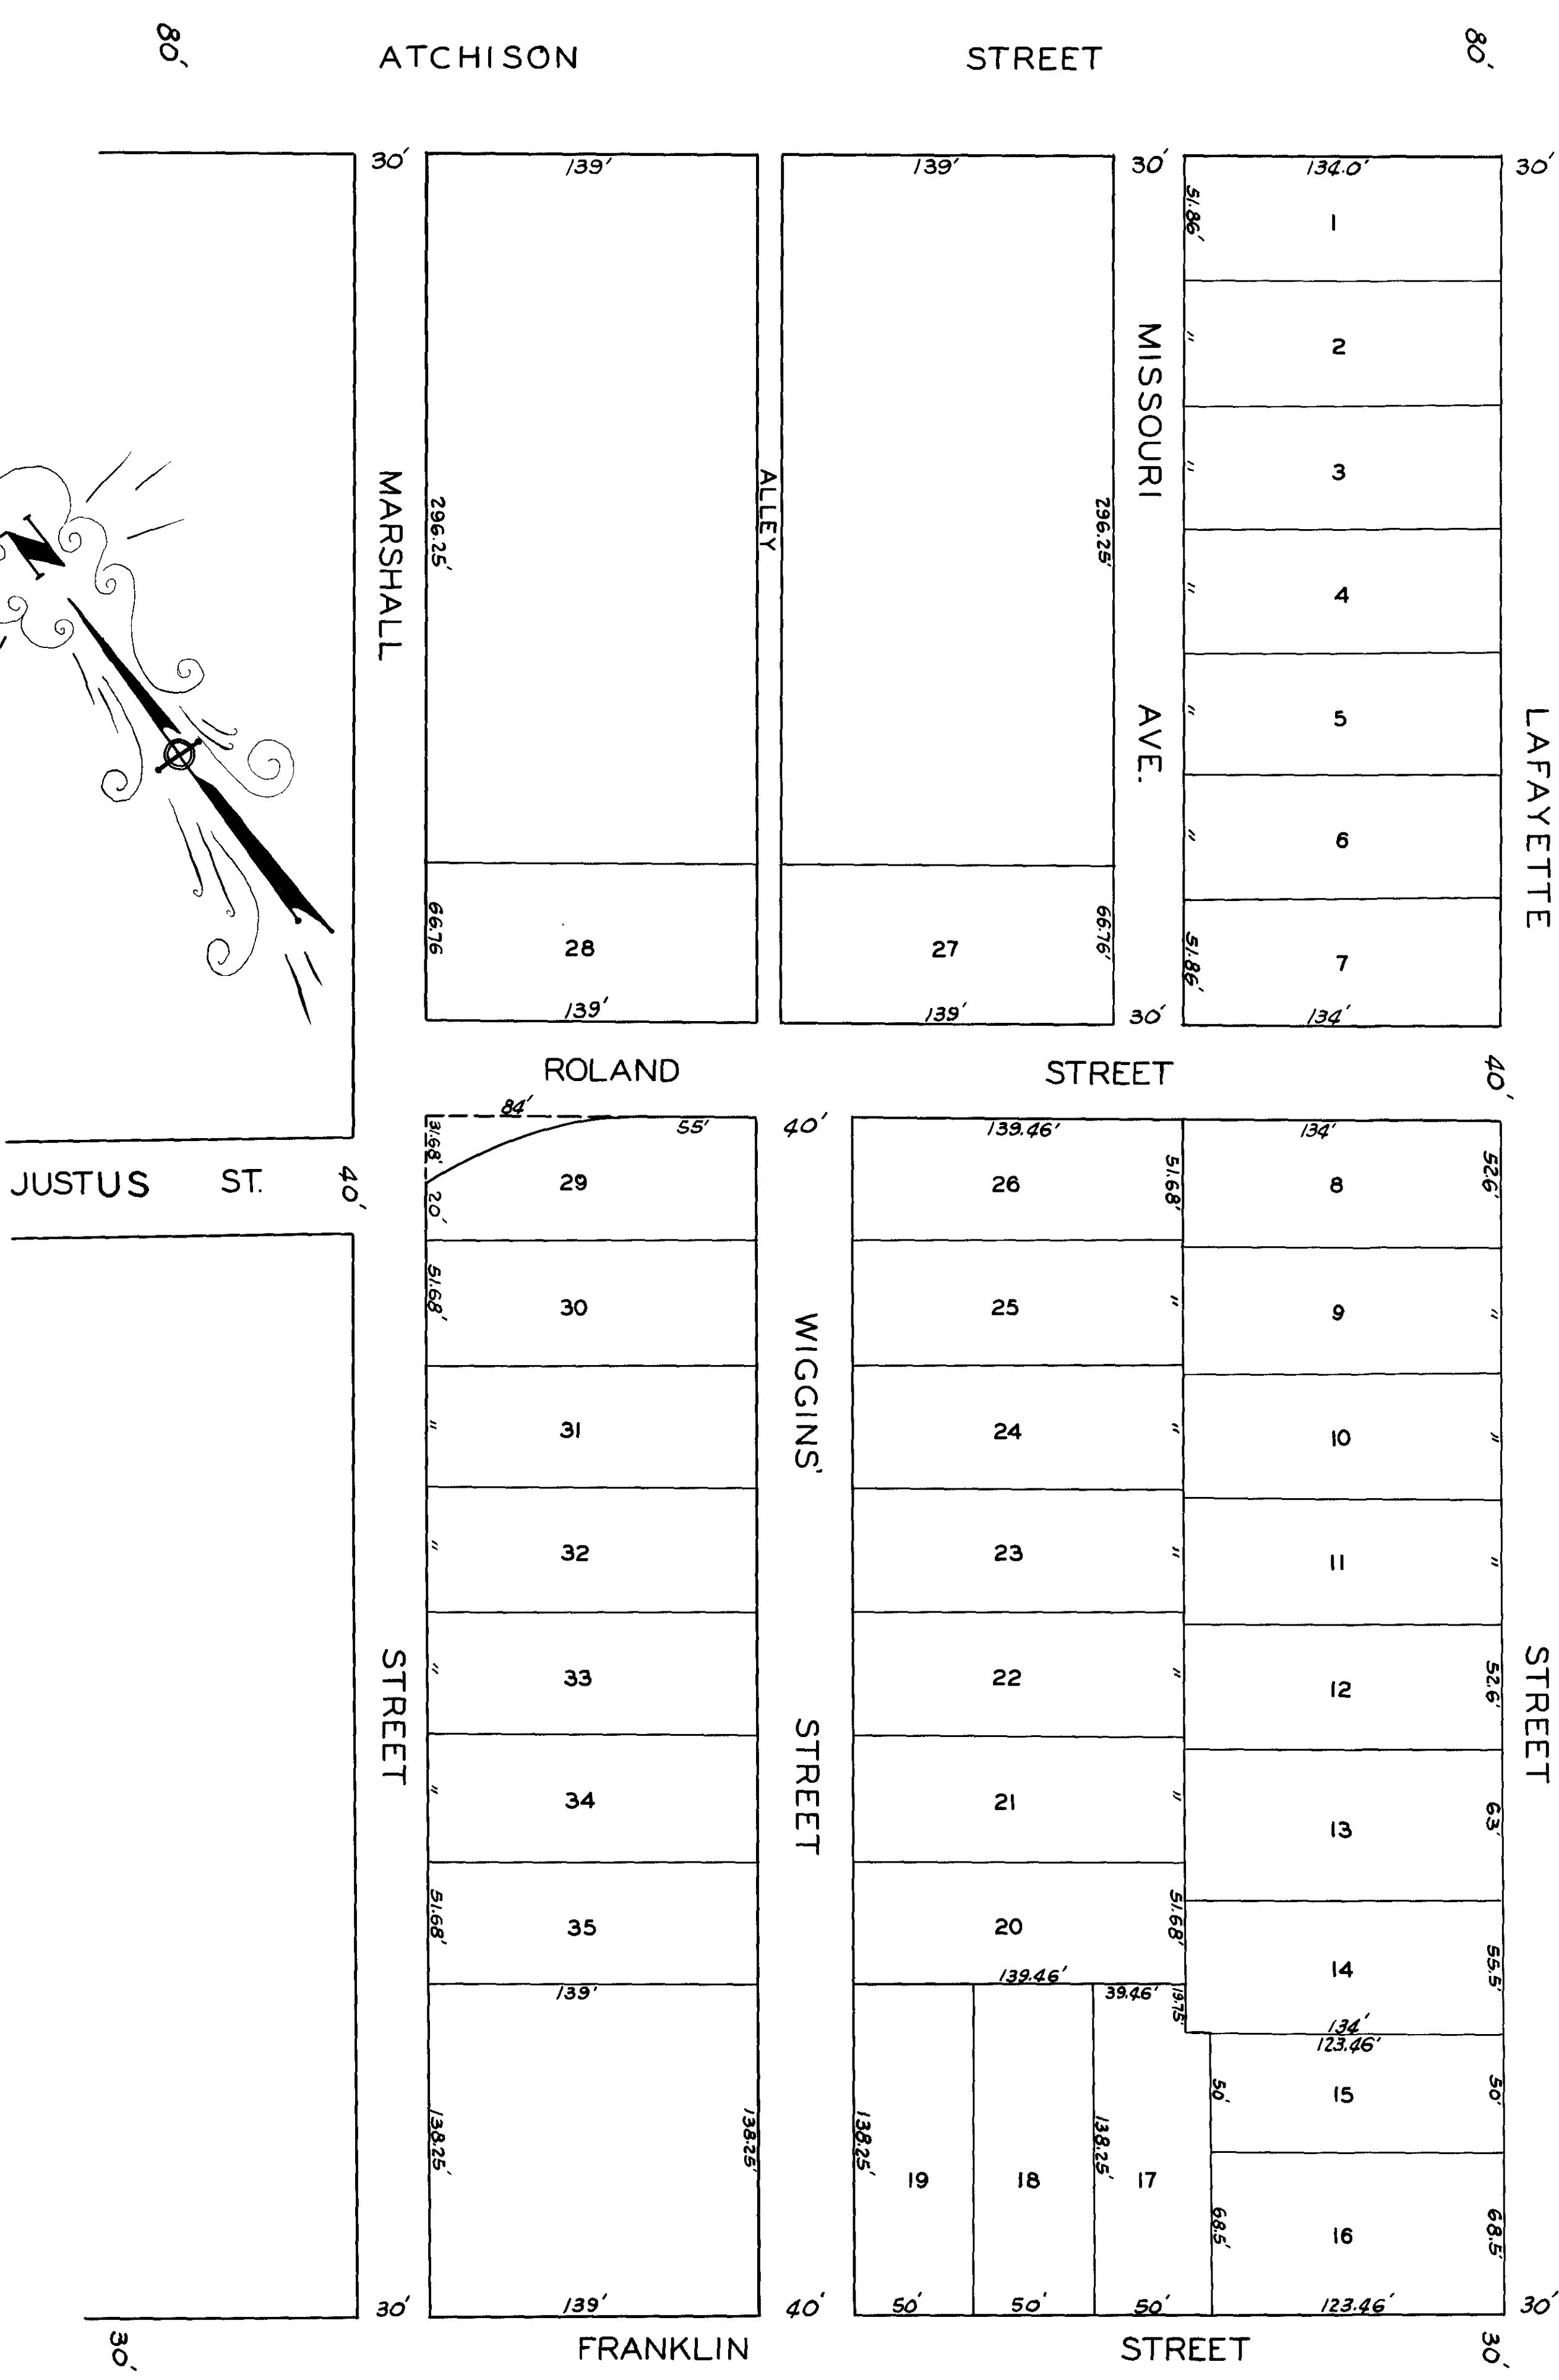 80' ATCHISON STREET 80'
30' 139' 139' 30' 134.0' 30'
51.86' 1
" 2
MISSOURI AVE.
" 3
MARSHALL STREET
296.25'
ALLEY
296.25'
N
" 4
" 5
LAFAYETTE STREET
" 6
66.76 28 27 66.76' 51.86' 7
139' 139' 30' 134'
ROLAND STREET 40'
84' 55' 40' 139.46' 134'
31.68' 20' 29 26 51.68' 8 52.6'
JUSTUS ST. 40'
51.68' 30 25 " 9 "
WIGGINS' STREET
" 31 24 " 10 "
" 32 23 " 11 "
" 33 22 " 12 52.6'
" 34 21 " 13 63'
51.68' 35 20 51.68' 14 55.5'
139' 139.46' 39.46' 19.75' 134'
123.46'
50' 15 50'
138.25' 138.25' 138.25' 19 18 138.25' 17
68.5' 16 68.5'
30' 139' 40' 50' 50' 50' 123.46' 30'
30' FRANKLIN STREET 30'